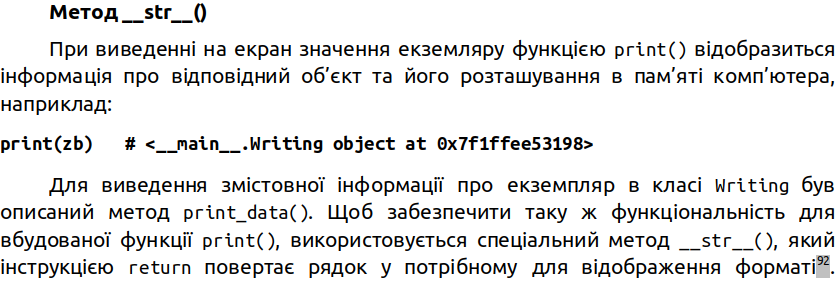 Метод __str__()
При виведенні на екран значення екземляру функцією print() відобразиться
інформація про відповідний об’єкт та його розташування в пам’яті комп’ютера,
наприклад:
print(zb)   # <__main__.Writing object at 0x7f1ffee53198>
Для виведення змістовної інформації про екземпляр в класі Writing був
описаний метод print_data(). Щоб забезпечити таку ж функціональність для
вбудованої функції print(), використовується спеціальний метод __str__(), який
інструкцією return повертає рядок у потрібному для відображення форматі92.